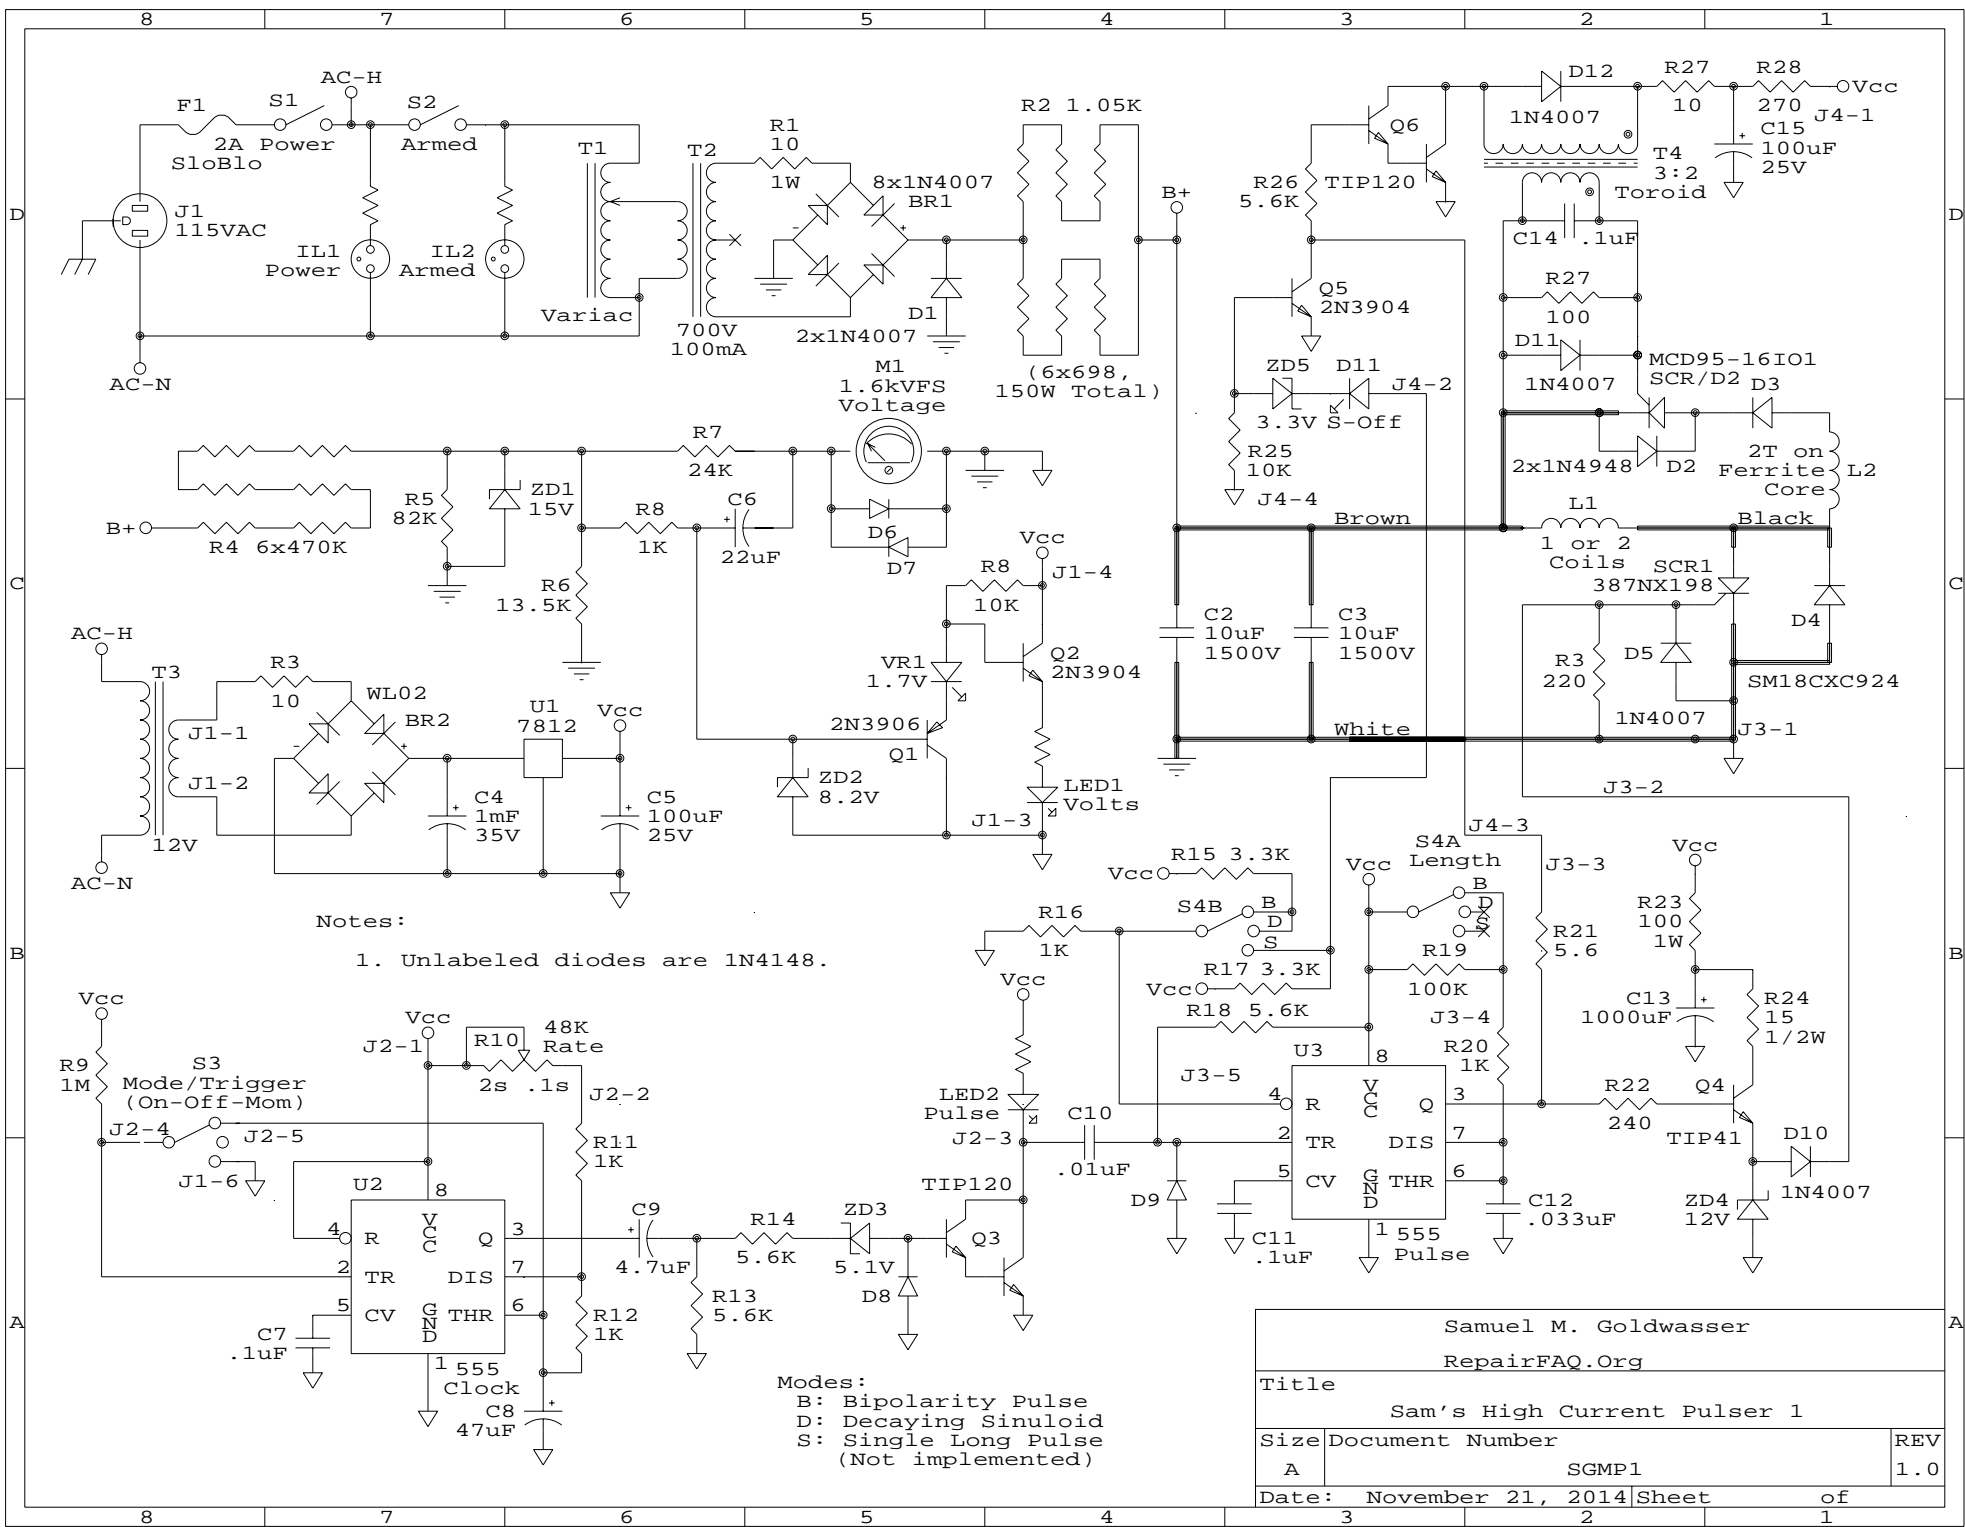 8 7 6 5 4 3 2 1
D
C
B
A
AC-H
F1
S1
S2
2A Power
SloBlo
Armed
J1
115VAC
IL1
Power
IL2
Armed
AC-N
T1
Variac
T2
700V
100mA
R1
10
1W
8x1N4007
BR1
-
+
2x1N4007
D1
R2 1.05K
(6x698,
150W Total)
B+
Q6
TIP120
R26
5.6K
D12
1N4007
R27
10
R28
270
Vcc
J4-1
+
C15
100uF
25V
T4
3:2
Toroid
C14 .1uF
R27
100
D11
1N4007
MCD95-16IO1
SCR/D2
D3
Q5
2N3904
ZD5
3.3V
D11
S-Off
J4-2
R25
10K
J4-4
2x1N4948
D2
2T on
Ferrite
Core
L2
L1
1 or 2
Coils
Brown
Black
White
M1
1.6kVFS
Voltage
R7
24K
R5
82K
ZD1
15V
R8
1K
C6
+
22uF
D6
D7
B+
R4 6x470K
R6
13.5K
Vcc
J1-4
R8
10K
VR1
1.7V
Q2
2N3904
2N3906
Q1
ZD2
8.2V
LED1
Volts
J1-3
C2
10uF
1500V
C3
10uF
1500V
SCR1
387NX198
D4
D5
R3
220
1N4007
SM18CXC924
J3-1
J3-2
AC-H
T3
12V
AC-N
J1-1
J1-2
R3
10
WL02
BR2
-
+
U1
7812
Vcc
+
C4
1mF
35V
+
C5
100uF
25V
Notes:
1. Unlabeled diodes are 1N4148.
R15 3.3K
Vcc
S4B
B
D
S
R16
1K
R17 3.3K
Vcc
R18 5.6K
Vcc
S4A
Length
B
D
S
R19
100K
J3-4
R20
1K
J4-3
J3-3
R21
5.6
Vcc
R23
100
1W
C13
1000uF
+
R24
15
1/2W
R22
240
Q4
TIP41
D10
1N4007
ZD4
12V
U3
J3-5
8
VCC
4
R
Q
3
2
TR
DIS
7
5
CV
GND
THR
6
1
555
Pulse
C11
.1uF
C12
.033uF
D9
C10
.01uF
Vcc
LED2
Pulse
J2-3
TIP120
Q3
Vcc
R9
1M
S3
Mode/Trigger
(On-Off-Mom)
J2-4
J2-5
J1-6
Vcc
J2-1
R10
48K
Rate
2s .1s
J2-2
R11
1K
U2
8
VCC
4
R
Q
3
2
TR
DIS
7
5
CV
GND
THR
6
1
555
Clock
C7
.1uF
R12
1K
C8
47uF
+
C9
+
4.7uF
R13
5.6K
R14
5.6K
ZD3
5.1V
D8
Modes:
B: Bipolarity Pulse
D: Decaying Sinuloid
S: Single Long Pulse
(Not implemented)
Samuel M. Goldwasser
RepairFAQ.Org
Title
Sam's High Current Pulser 1
Size Document Number REV
A SGMP1 1.0
Date: November 21, 2014 Sheet of
8 7 6 5 4 3 2 1
D
C
B
A